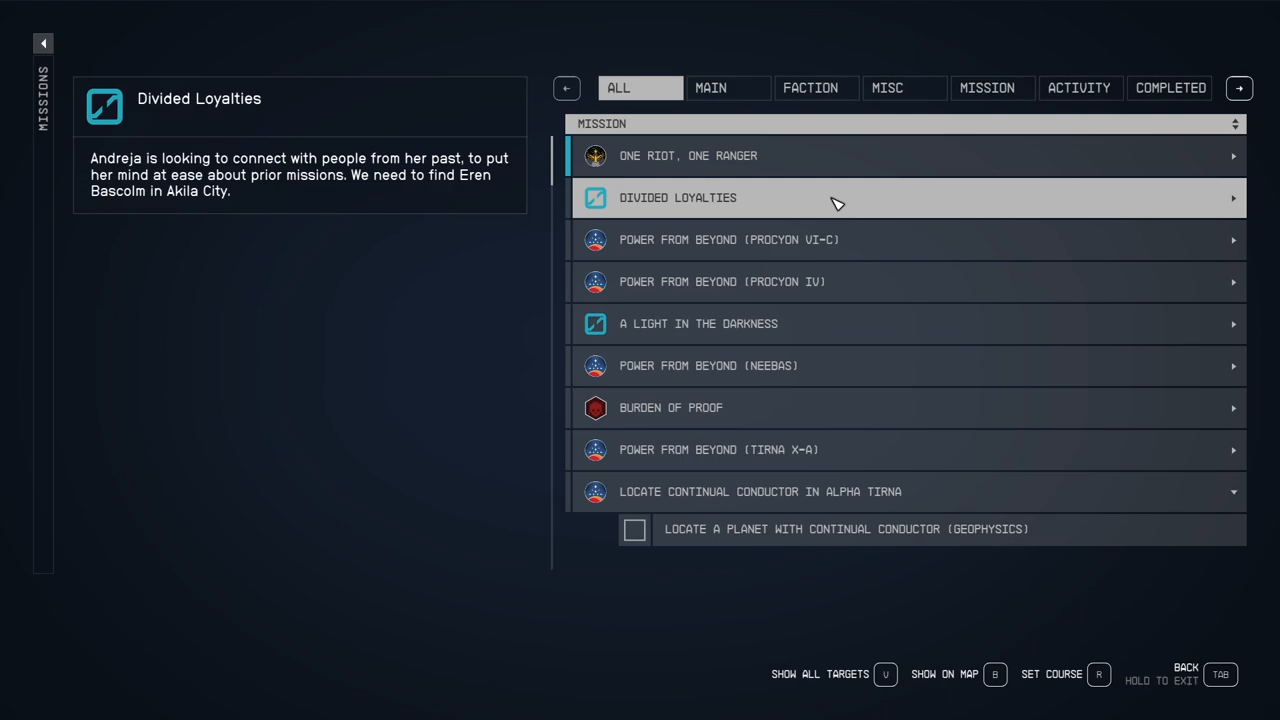 MISSIONS
Divided Loyalties
Andreja is looking to connect with people from her past, to put
her mind at ease about prior missions. We need to find Eren
Bascolm in Akila City.
ALL MAIN FACTION MISC MISSION ACTIVITY COMPLETED
MISSION
ONE RIOT, ONE RANGER
DIVIDED LOYALTIES
POWER FROM BEYOND (PROCYON VI-C)
POWER FROM BEYOND (PROCYON IV)
A LIGHT IN THE DARKNESS
POWER FROM BEYOND (NEEBAS)
BURDEN OF PROOF
POWER FROM BEYOND (TIRNA X-A)
LOCATE CONTINUAL CONDUCTOR IN ALPHA TIRNA
LOCATE A PLANET WITH CONTINUAL CONDUCTOR (GEOPHYSICS)
SHOW ALL TARGETS V SHOW ON MAP B SET COURSE R BACK TAB
HOLD TO EXIT